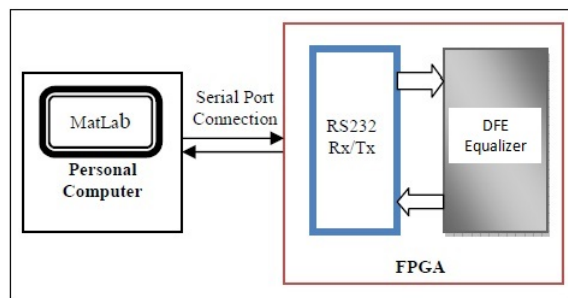 MatLab
Personal
Computer
Serial Port
Connection
RS232
Rx/Tx
DFE
Equalizer
FPGA